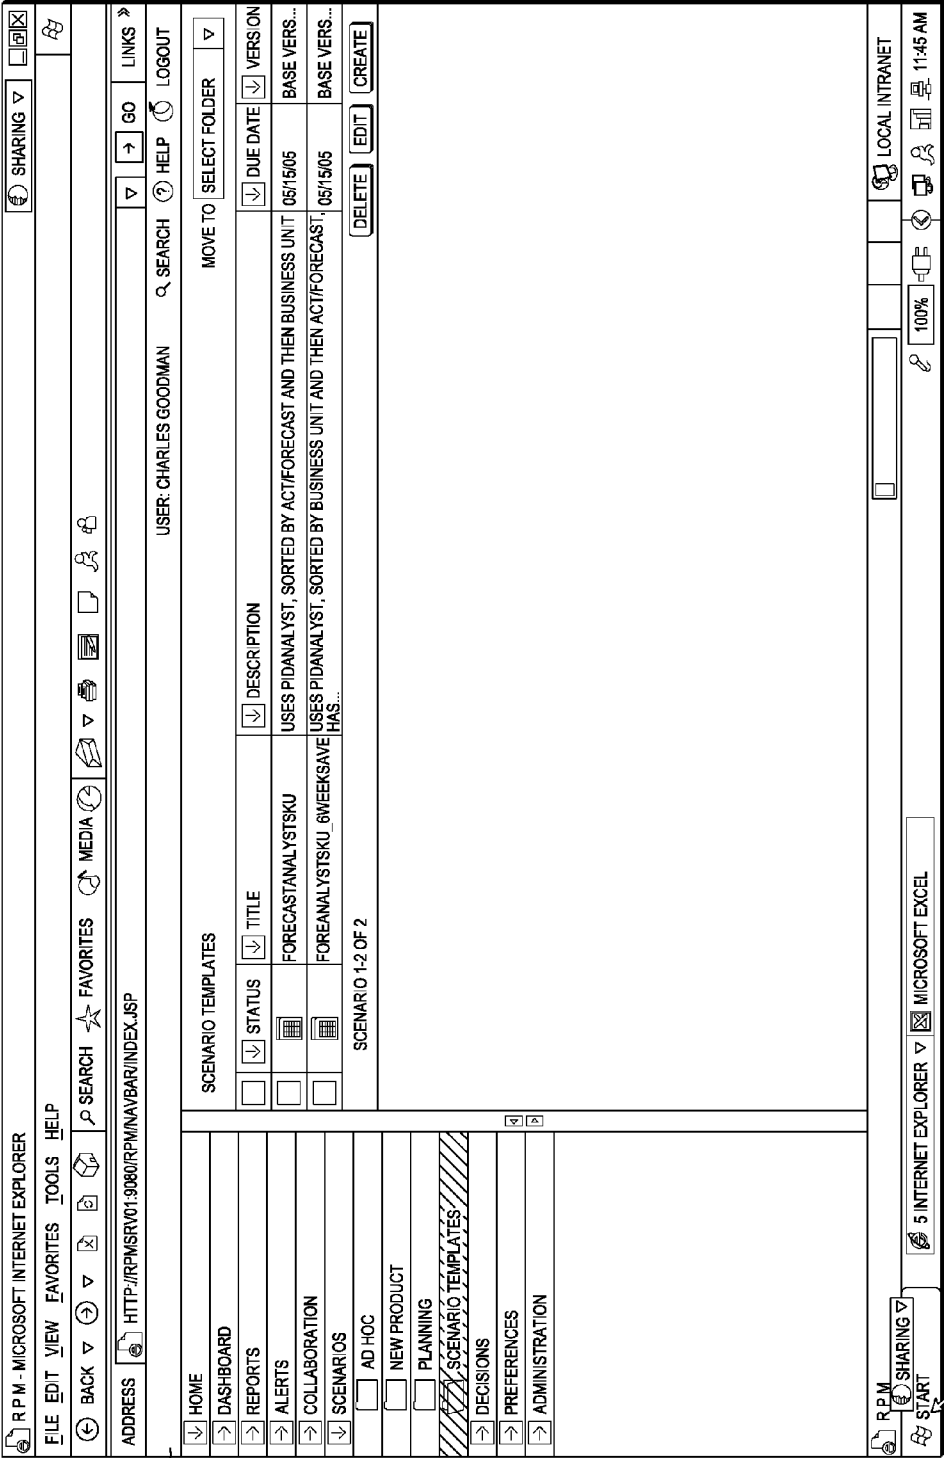 RPM - MICROSOFT INTERNET EXPLORER SHARING
FILE EDIT VIEW FAVORITES TOOLS HELP
BACK SEARCH FAVORITES MEDIA
ADDRESS HTTP://RPMSRV01:9080/RPM/NAVBAR/INDEX.JSP GO LINKS »
USER: CHARLES GOODMAN SEARCH ? HELP LOGOUT
HOME
DASHBOARD
REPORTS
ALERTS
COLLABORATION
SCENARIOS
AD HOC
NEW PRODUCT
PLANNING
SCENARIO TEMPLATES
DECISIONS
PREFERENCES
ADMINISTRATION
SCENARIO TEMPLATES MOVE TO SELECT FOLDER
STATUS TITLE DESCRIPTION DUE DATE VERSION
FORECASTANALYSTSKU USES PIDANALYST, SORTED BY ACT/FORECAST AND THEN BUSINESS UNIT 05/15/05 BASE VERS...
FOREANALYSTSKU_6WEEKSAVE USES PIDANALYST, SORTED BY BUSINESS UNIT AND THEN ACT/FORECAST, 05/15/05 BASE VERS...
HAS...
SCENARIO 1-2 OF 2 DELETE EDIT CREATE
RPM LOCAL INTRANET
SHARING
START 5 INTERNET EXPLORER MICROSOFT EXCEL 100% 11:45 AM